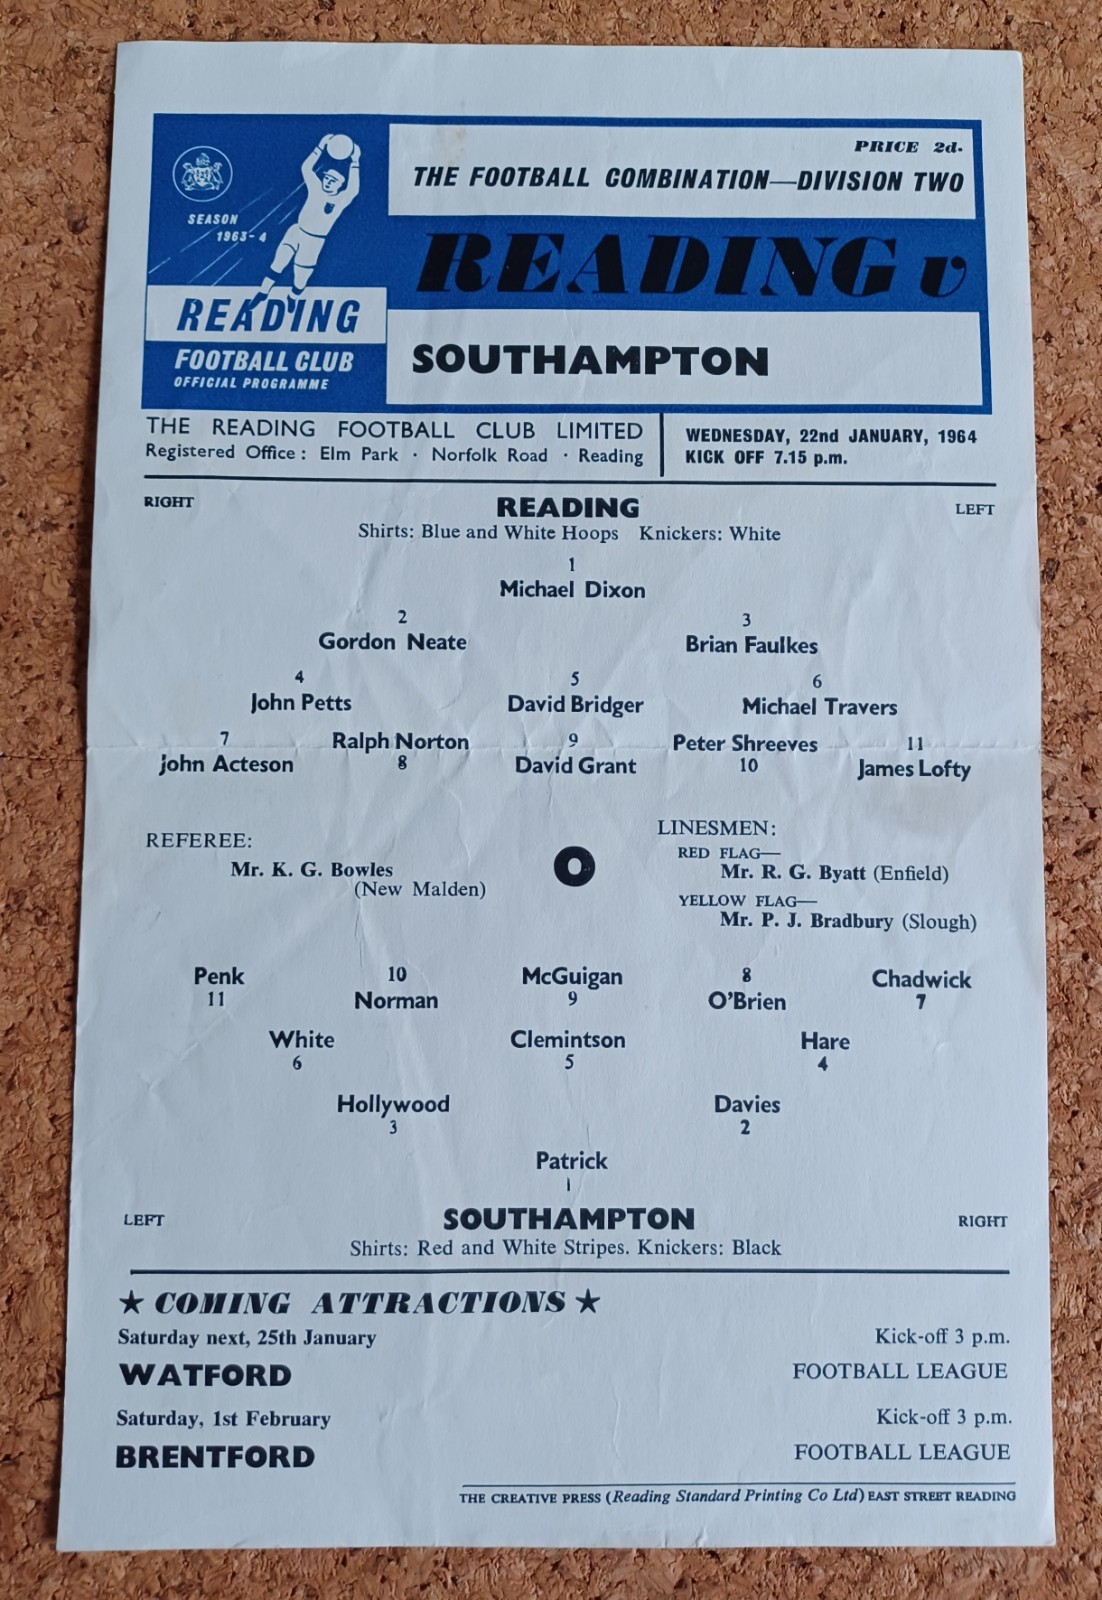 SEASON
1963-4
READING
FOOTBALL CLUB
OFFICIAL PROGRAMME
PRICE 2d.
THE FOOTBALL COMBINATION—DIVISION TWO
READING v
SOUTHAMPTON
THE READING FOOTBALL CLUB LIMITED
Registered Office: Elm Park · Norfolk Road · Reading
WEDNESDAY, 22nd JANUARY, 1964
KICK OFF 7.15 p.m.
RIGHT READING LEFT
Shirts: Blue and White Hoops Knickers: White
1
Michael Dixon
2 3
Gordon Neate Brian Faulkes
4 5 6
John Petts David Bridger Michael Travers
7 Ralph Norton 9 Peter Shreeves 11
John Acteson 8 David Grant 10 James Lofty
REFEREE:
Mr. K. G. Bowles
(New Malden)
LINESMEN:
RED FLAG—
Mr. R. G. Byatt (Enfield)
YELLOW FLAG—
Mr. P. J. Bradbury (Slough)
Penk 10 McGuigan 8 Chadwick
11 Norman 9 O'Brien 7
White Clemintson Hare
6 5 4
Hollywood Davies
3 2
Patrick
1
LEFT SOUTHAMPTON RIGHT
Shirts: Red and White Stripes. Knickers: Black
★ COMING ATTRACTIONS ★
Saturday next, 25th January Kick-off 3 p.m.
WATFORD FOOTBALL LEAGUE
Saturday, 1st February Kick-off 3 p.m.
BRENTFORD FOOTBALL LEAGUE
THE CREATIVE PRESS (Reading Standard Printing Co Ltd) EAST STREET READING